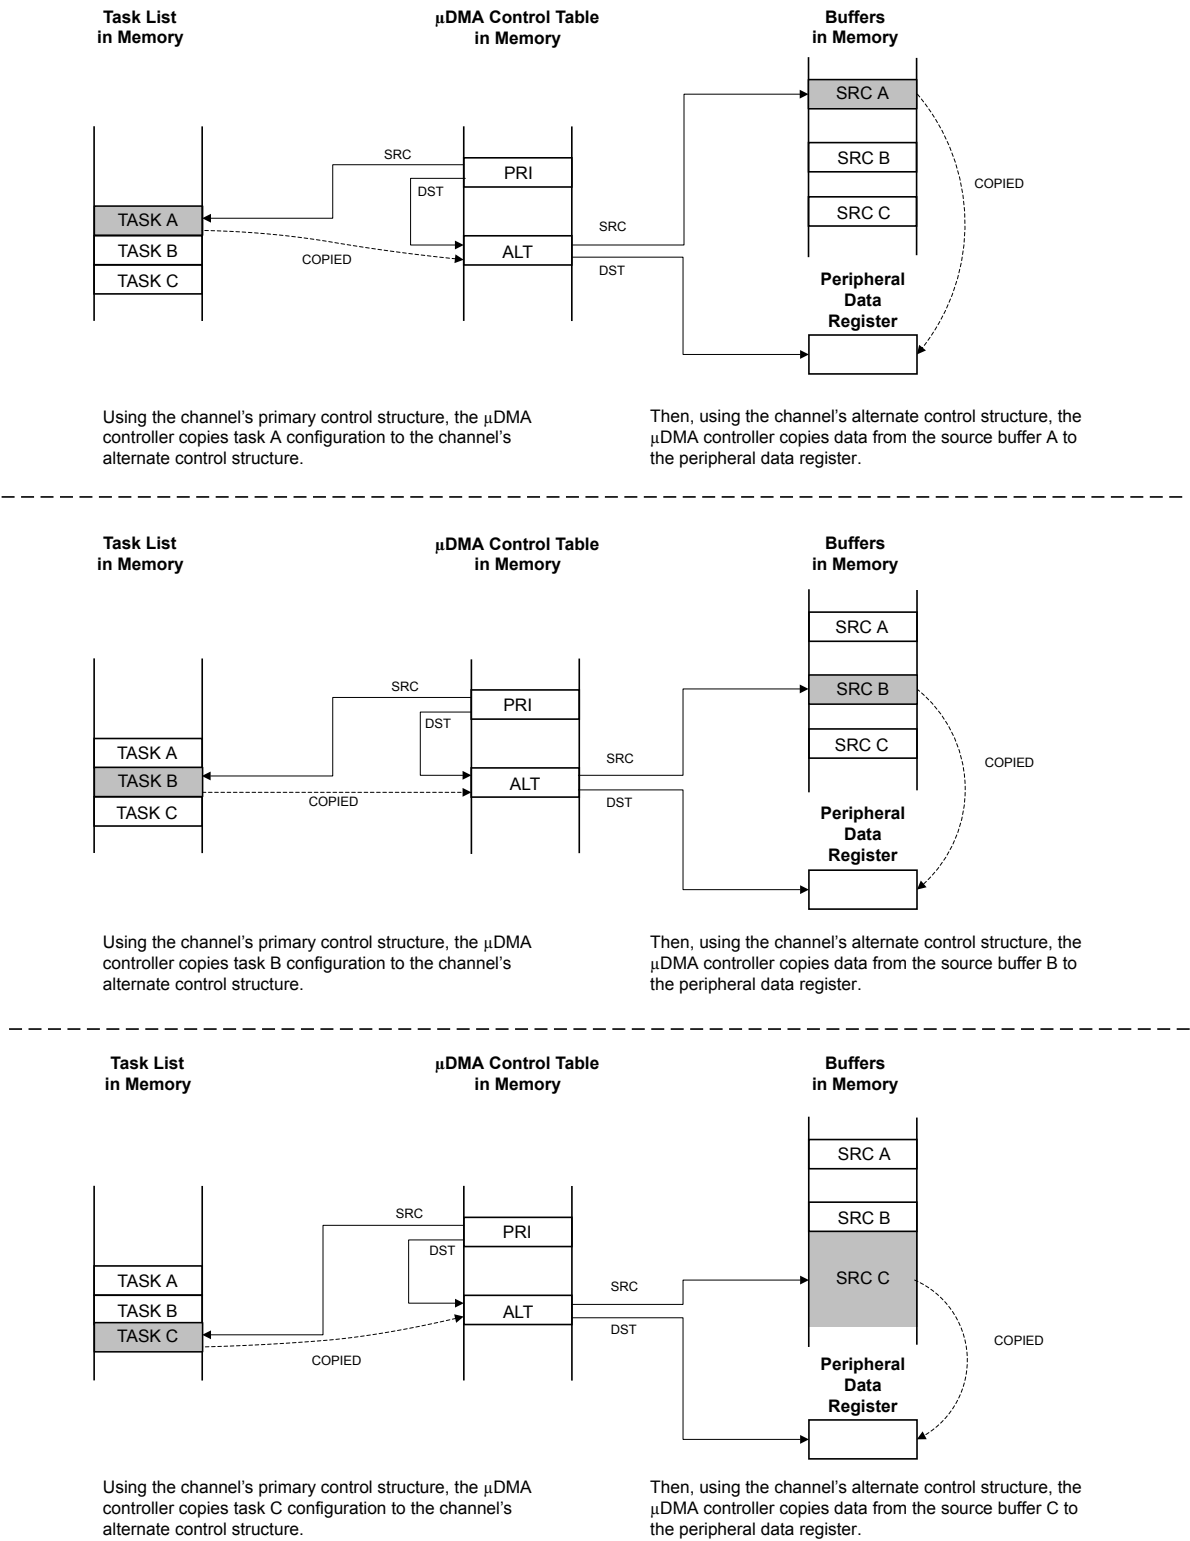 Task List
in Memory
μDMA Control Table
in Memory
Buffers
in Memory
SRC A
SRC B
SRC C
COPIED
SRC
PRI
DST
TASK A
TASK B
TASK C
COPIED
ALT
SRC
DST
Peripheral
Data
Register
Using the channel's primary control structure, the μDMA
controller copies task A configuration to the channel's
alternate control structure.
Then, using the channel's alternate control structure, the
μDMA controller copies data from the source buffer A to
the peripheral data register.
Task List
in Memory
μDMA Control Table
in Memory
Buffers
in Memory
SRC A
SRC B
SRC C
COPIED
SRC
PRI
DST
TASK A
TASK B
TASK C
COPIED
ALT
SRC
DST
Peripheral
Data
Register
Using the channel's primary control structure, the μDMA
controller copies task B configuration to the channel's
alternate control structure.
Then, using the channel's alternate control structure, the
μDMA controller copies data from the source buffer B to
the peripheral data register.
Task List
in Memory
μDMA Control Table
in Memory
Buffers
in Memory
SRC A
SRC B
SRC C
COPIED
SRC
PRI
DST
TASK A
TASK B
TASK C
COPIED
ALT
SRC
DST
Peripheral
Data
Register
Using the channel's primary control structure, the μDMA
controller copies task C configuration to the channel's
alternate control structure.
Then, using the channel's alternate control structure, the
μDMA controller copies data from the source buffer C to
the peripheral data register.